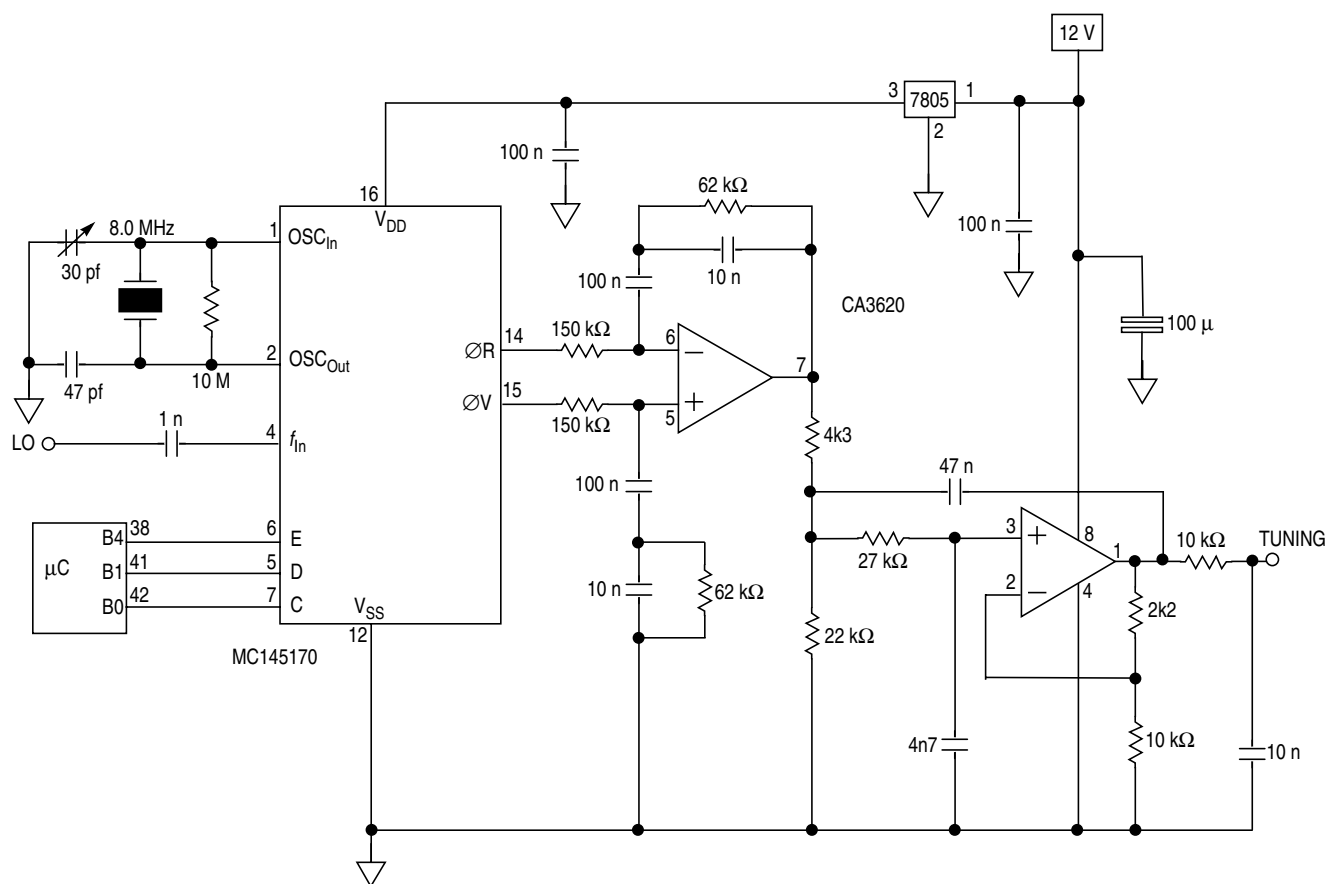 12 V
3 7805 1
2
100 n
100 n
62 kΩ
10 n
100 n
CA3620
100 μ
16
V_DD
8.0 MHz
30 pf
1 OSC_In
2 OSC_Out
47 pf
10 M
14
ØR
150 kΩ
6
−
7
15
ØV
150 kΩ
5
+
4k3
1 n
LO
4 f_In
47 n
100 n
μC
B4 38
B1 41
B0 42
6 E
5 D
7 C
10 n
62 kΩ
27 kΩ
3 +
2 −
8
1
4
10 kΩ
TUNING
2k2
22 kΩ
V_SS
12
MC145170
4n7
10 kΩ
10 n